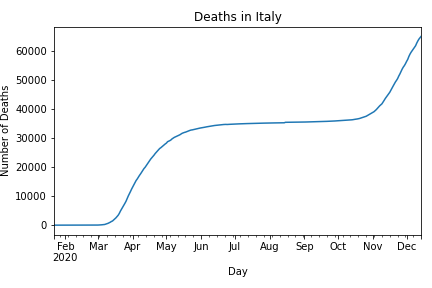 Deaths in Italy
Number of Deaths
60000
50000
40000
30000
20000
10000
0
Feb Mar Apr May Jun Jul Aug Sep Oct Nov Dec
2020
Day